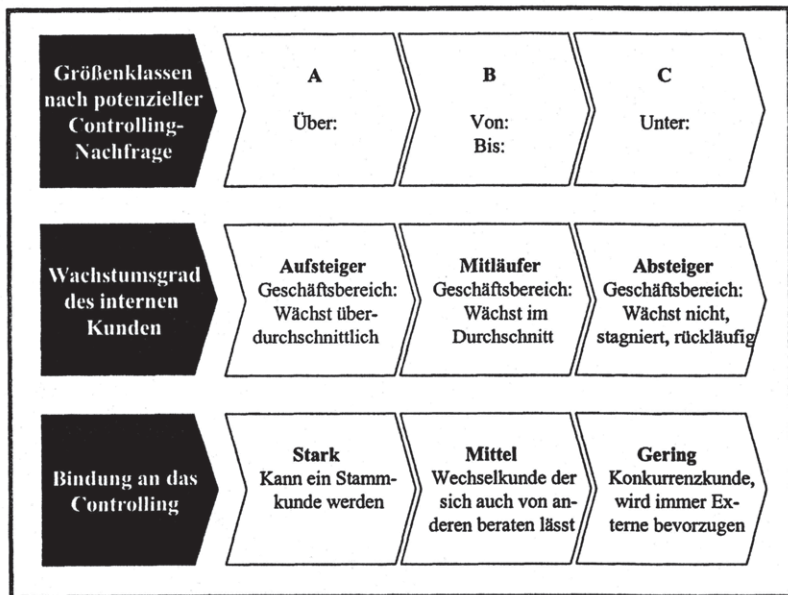 Größenklassen
nach potenzieller
Controlling-
Nachfrage
A
Über:
B
Von:
Bis:
C
Unter:
Wachstumsgrad
des internen
Kunden
Aufsteiger
Geschäftsbereich:
Wächst über-
durchschnittlich
Mitläufer
Geschäftsbereich:
Wächst im
Durchschnitt
Absteiger
Geschäftsbereich:
Wächst nicht,
stagniert, rückläufig
Bindung an das
Controlling
Stark
Kann ein Stamm-
kunde werden
Mittel
Wechselkunde der
sich auch von an-
deren beraten lässt
Gering
Konkurrenzkunde,
wird immer Ex-
terne bevorzugen